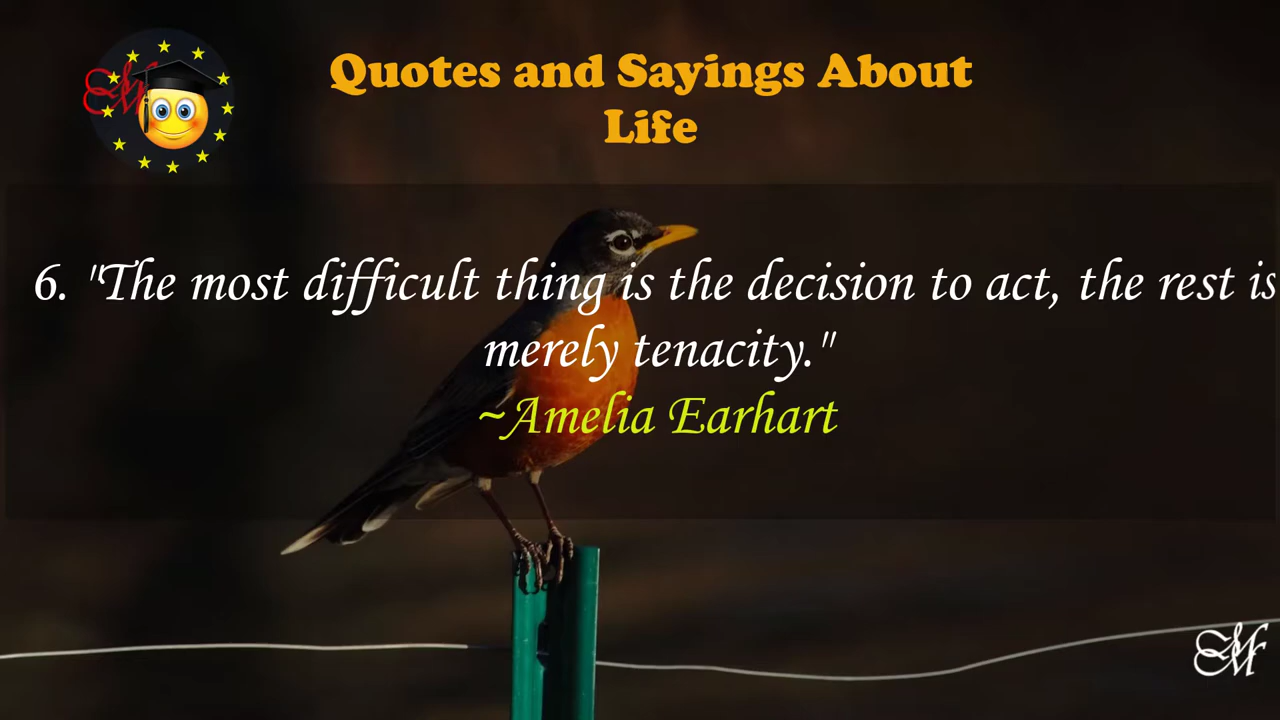 Quotes and Sayings About
Life
6. "The most difficult thing is the decision to act, the rest is
merely tenacity."
~Amelia Earhart